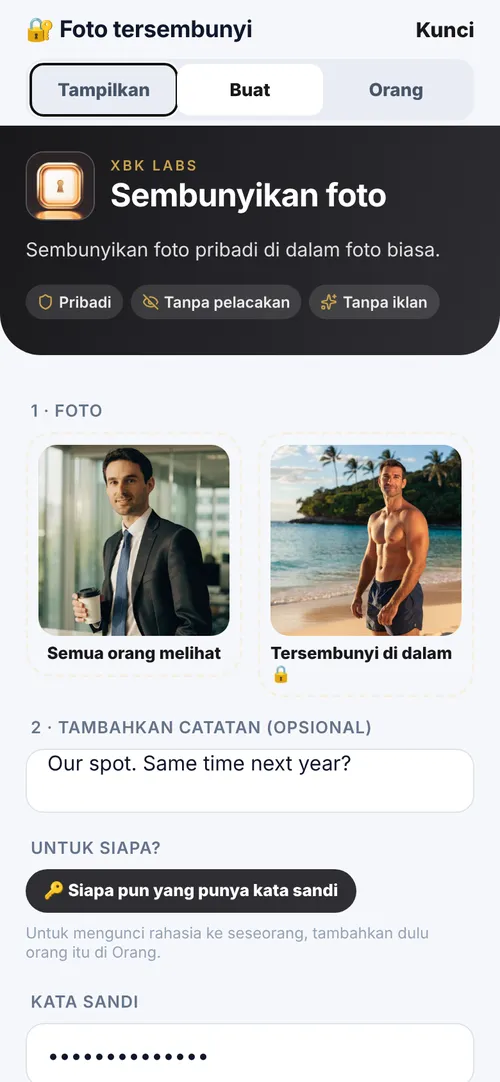 🔐 Foto tersembunyi
Kunci
Tampilkan
Buat
Orang
XBK LABS
Sembunyikan foto
Sembunyikan foto pribadi di dalam foto biasa.
Pribadi
Tanpa pelacakan
Tanpa iklan
1 · FOTO
Semua orang melihat
Tersembunyi di dalam
🔒
2 · TAMBAHKAN CATATAN (OPSIONAL)
Our spot. Same time next year?
UNTUK SIAPA?
🔑 Siapa pun yang punya kata sandi
Untuk mengunci rahasia ke seseorang, tambahkan dulu
orang itu di Orang.
KATA SANDI
••••••••••••••